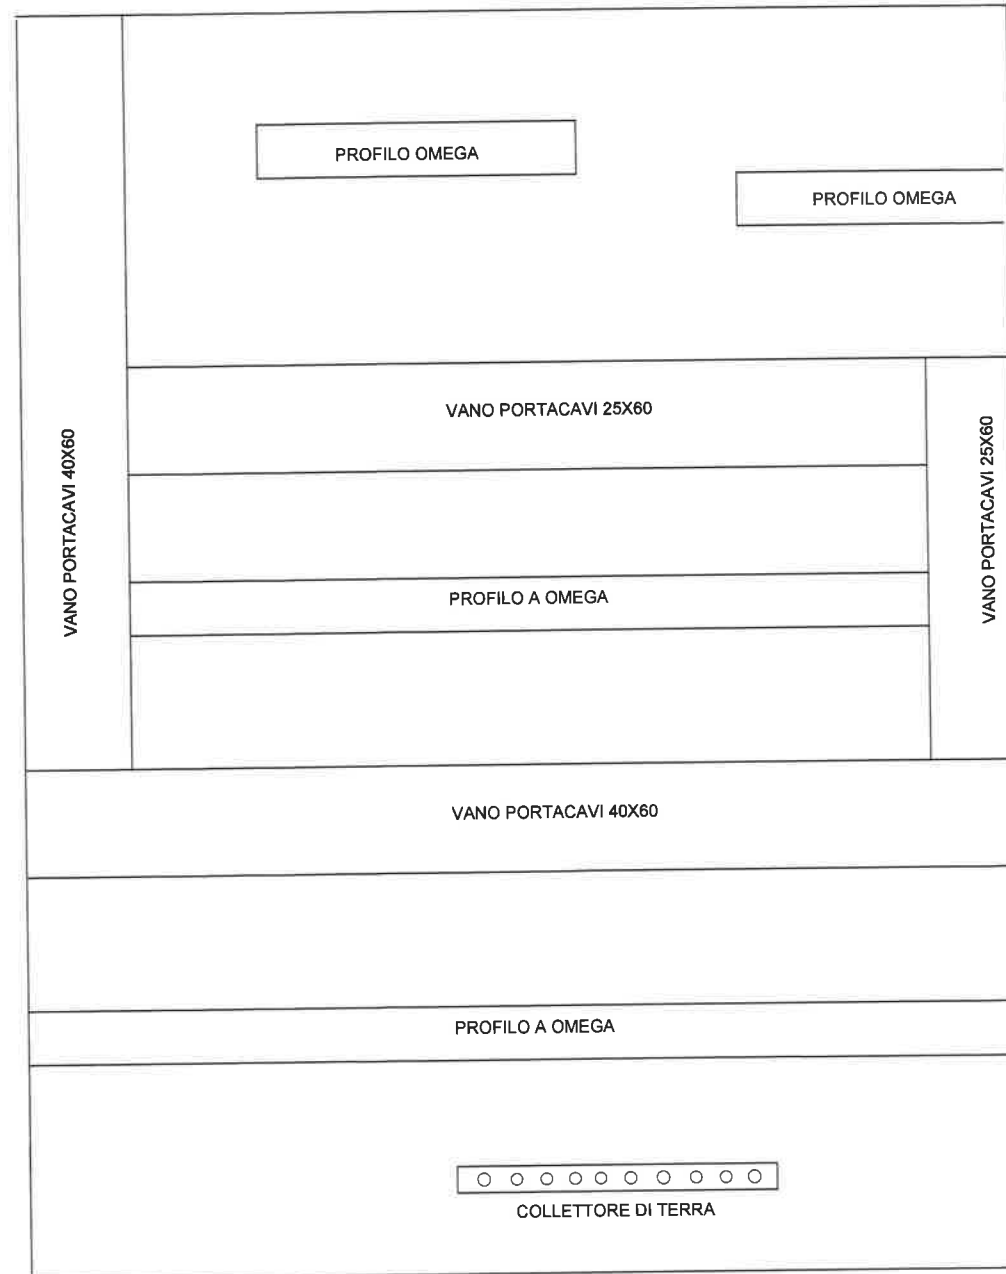 PROFILO OMEGA
PROFILO OMEGA
VANO PORTACAVI 25X60
VANO PORTACAVI 40X60
VANO PORTACAVI 25X60
PROFILO A OMEGA
VANO PORTACAVI 40X60
PROFILO A OMEGA
COLLETTORE DI TERRA